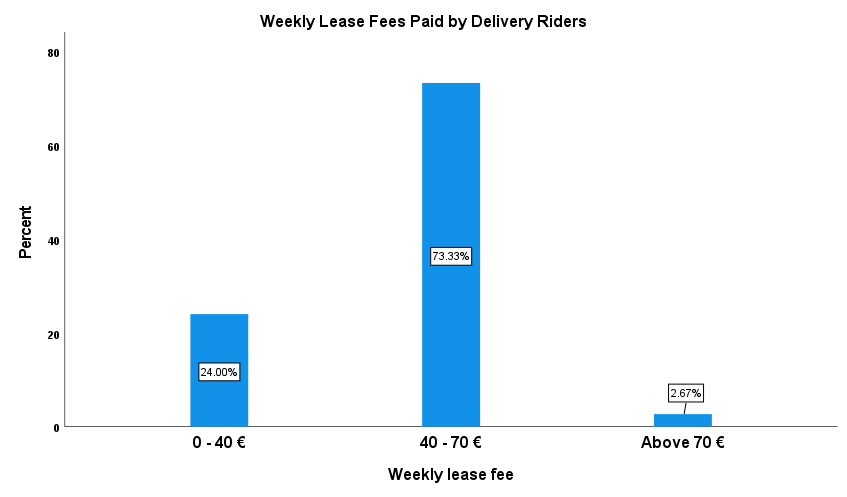 Weekly Lease Fees Paid by Delivery Riders
80
60
40
20
0
Percent
24.00%
73.33%
2.67%
0 - 40 €
40 - 70 €
Above 70 €
Weekly lease fee